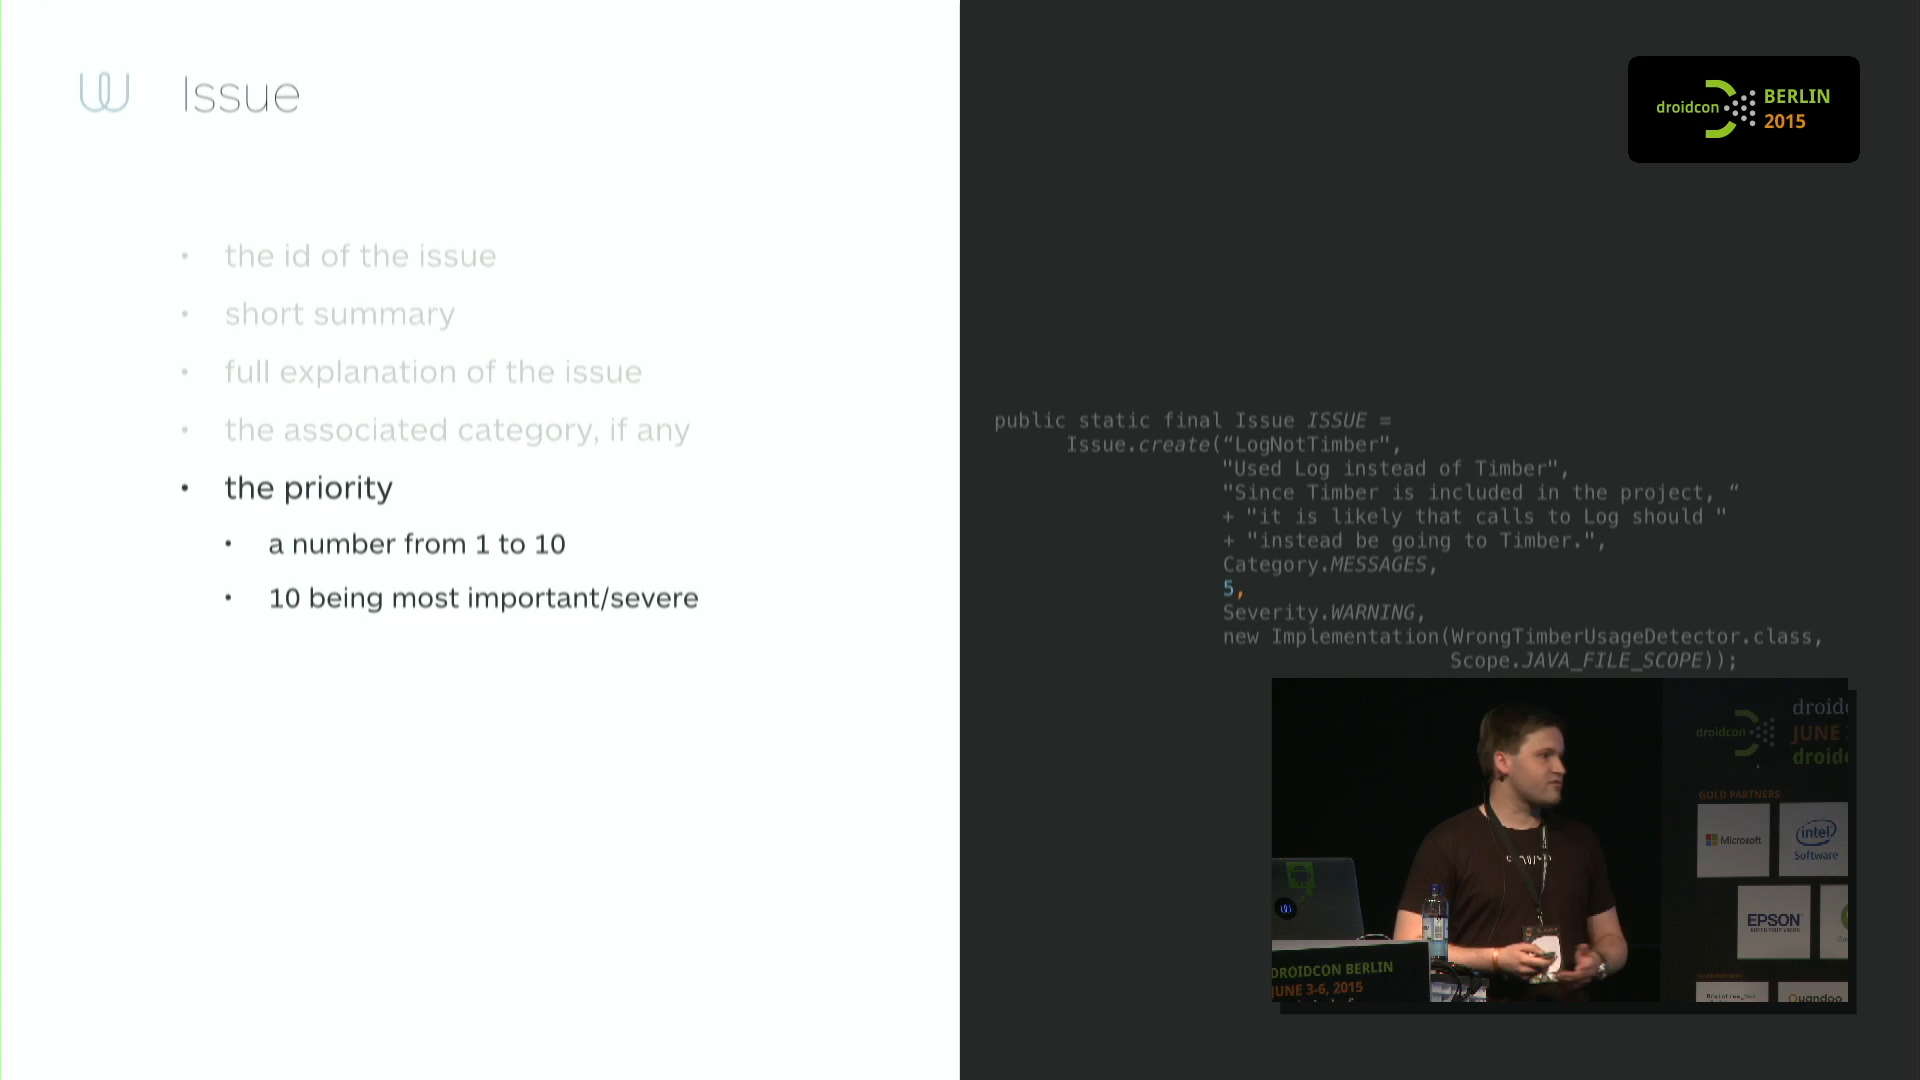 Issue
• the id of the issue
• short summary
• full explanation of the issue
• the associated category, if any
• the priority
• a number from 1 to 10
• 10 being most important/severe
droidcon BERLIN
2015
public static final Issue ISSUE =
Issue.create(“LogNotTimber",
"Used Log instead of Timber",
"Since Timber is included in the project, “
+ "it is likely that calls to Log should "
+ "instead be going to Timber.",
Category.MESSAGES,
5,
Severity.WARNING,
new Implementation(WrongTimberUsageDetector.class,
Scope.JAVA_FILE_SCOPE));
droidcon
JUNE
GOLD PARTNERS
Microsoft
intel
Software
EPSON
DROIDCON BERLIN
JUNE 3-6, 2015
Quandoo